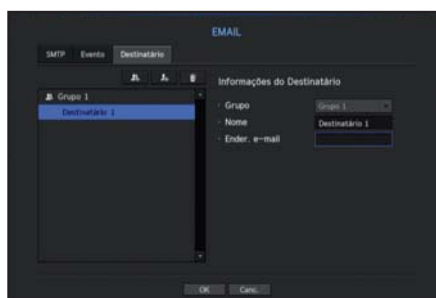 EMAIL
SMTP Evento Destinatário
Informações do Destinatário
Grupo 1
Destinatário 1
· Grupo Grupo 1
· Nome Destinatário 1
· Ender. e-mail
OK Canc.